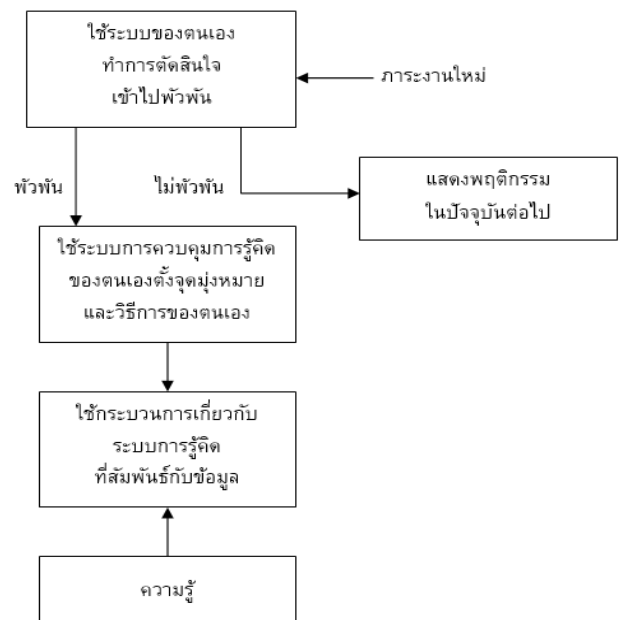 ใช้ระบบของตนเอง
ทำการตัดสินใจ
เข้าไปพัวพัน
ภาระงานใหม่
พัวพัน
ไม่พัวพัน
แสดงพฤติกรรม
ในปัจจุบันต่อไป
ใช้ระบบการควบคุมการรู้คิด
ของตนเองตั้งจุดมุ่งหมาย
และวิธีการของตนเอง
ใช้กระบวนการเกี่ยวกับ
ระบบการรู้คิด
ที่สัมพันธ์กับข้อมูล
ความรู้